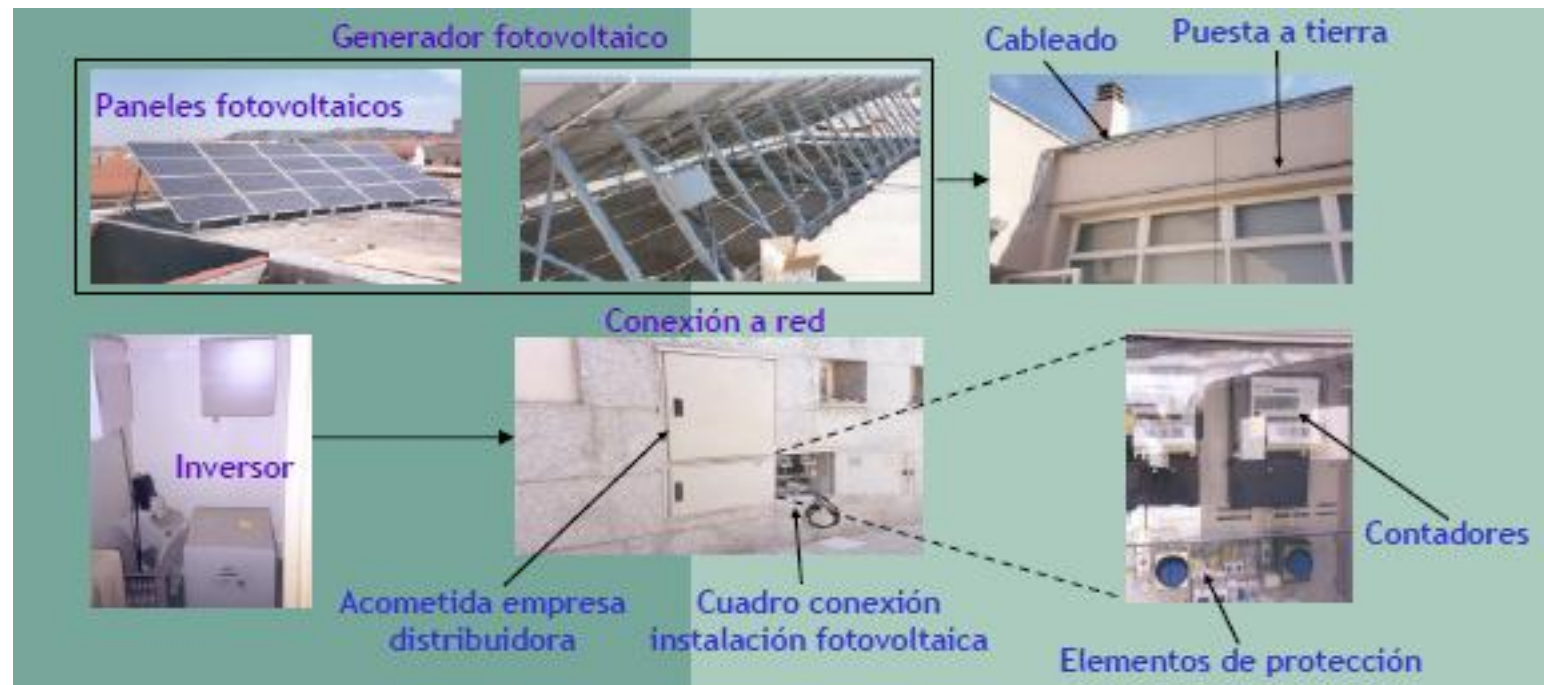 Generador fotovoltaico
Cableado
Puesta a tierra
Paneles fotovoltaicos
Conexión a red
Inversor
Contadores
Acometida empresa
distribuidora
Cuadro conexión
instalación fotovoltaica
Elementos de protección